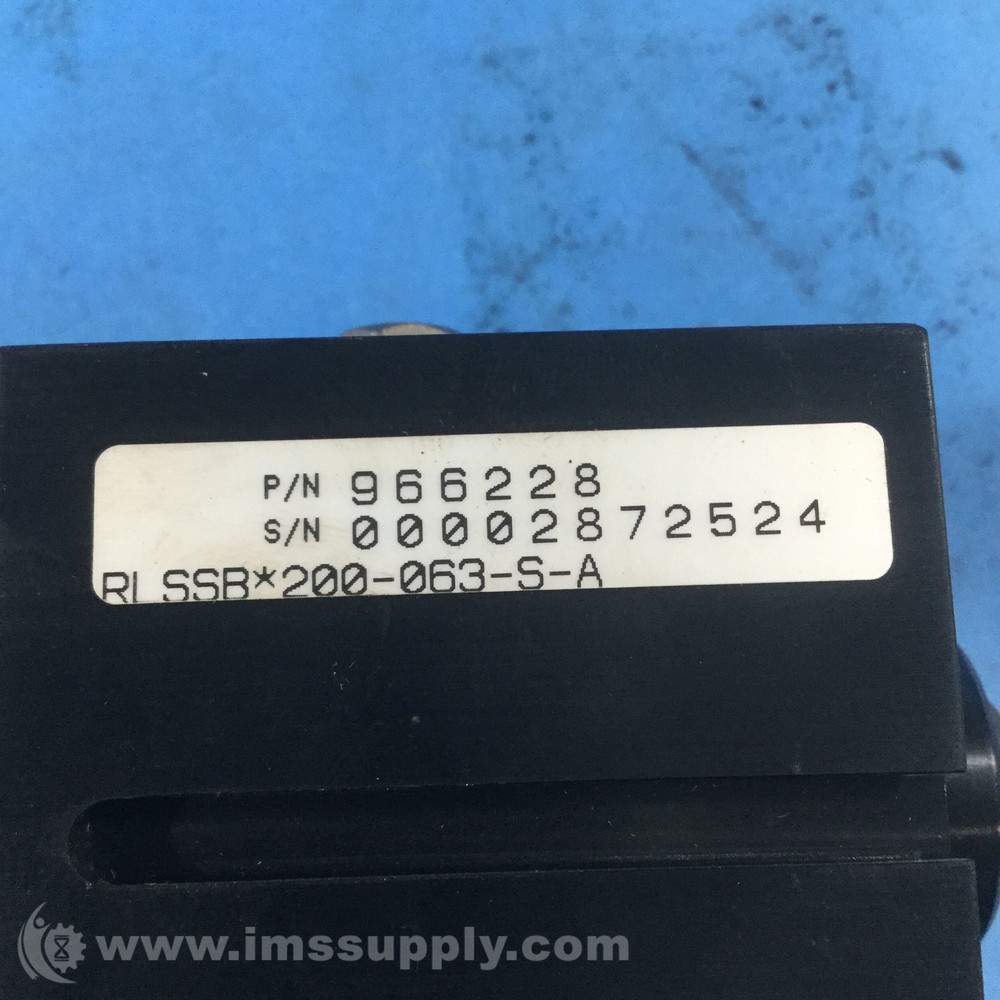 P/N 966228
S/N 00002872524
RLSSB*200-063-S-A
www.imssupply.com